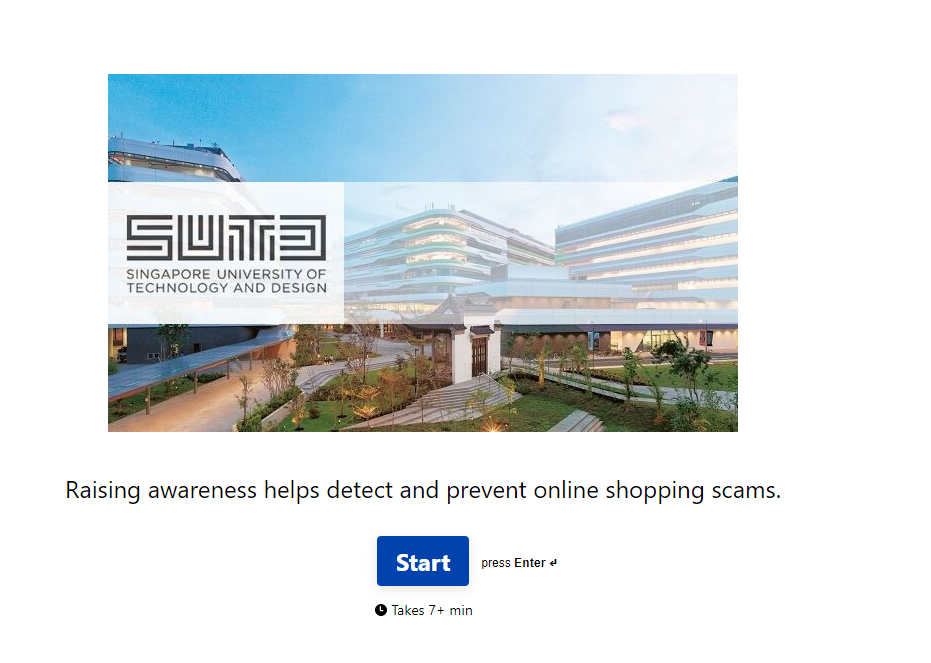 SUTD
SINGAPORE UNIVERSITY OF
TECHNOLOGY AND DESIGN
Raising awareness helps detect and prevent online shopping scams.
Start
press Enter ↵
Takes 7+ min